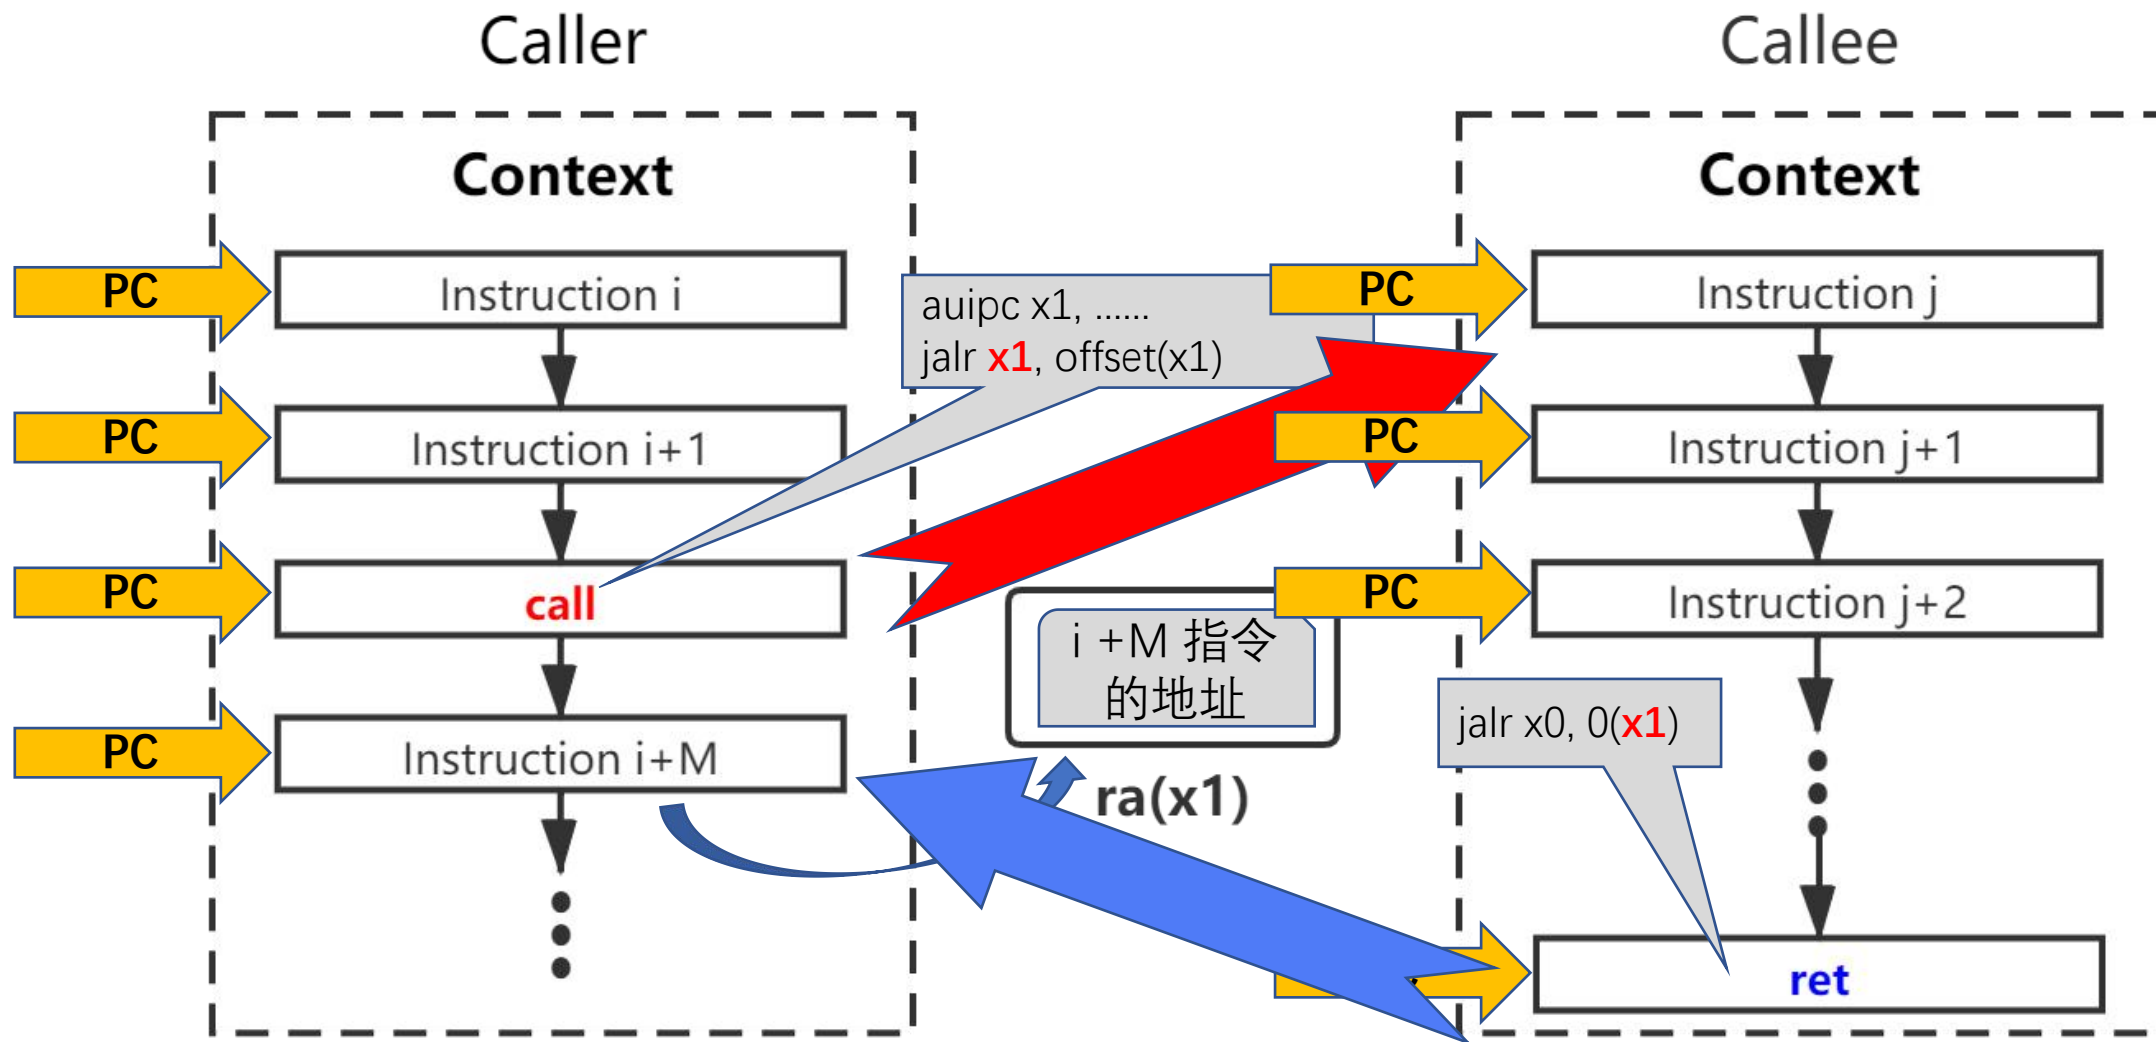 Caller
Callee
Context
Context
PC
Instruction i
auipc x1, ......
jalr x1, offset(x1)
PC
Instruction j
PC
Instruction i+1
PC
Instruction j+1
PC
call
PC
Instruction j+2
i +M 指令
的地址
PC
Instruction i+M
ra(x1)
jalr x0, 0(x1)
ret